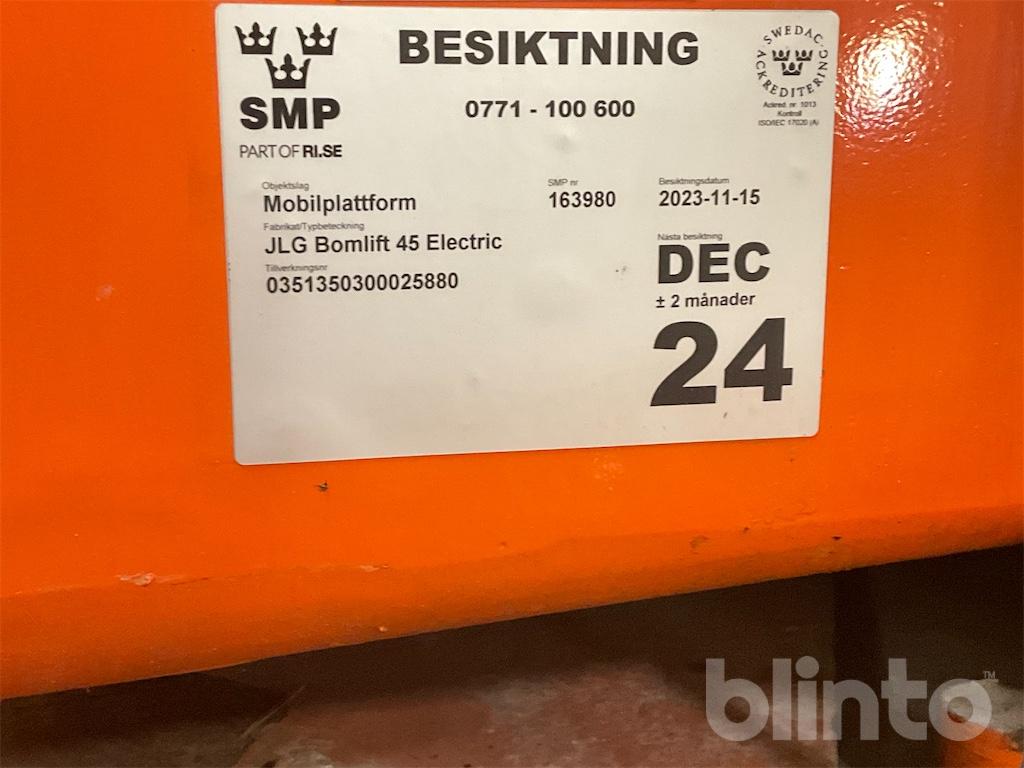 BESIKTNING
0771 - 100 600
SMP
PART OF RI.SE
SWEDAC
ACKREDITERING
Ackred. nr. 1013
Kontroll
ISO/IEC 17020 (A)
Objektslag
Mobilplattform
SMP nr
163980
Besiktningsdatum
2023-11-15
Fabrikat/Typbeteckning
JLG Bomlift 45 Electric
Tillverkningsnr
0351350300025880
Nästa besiktning
DEC
± 2 månader
24
blinto™